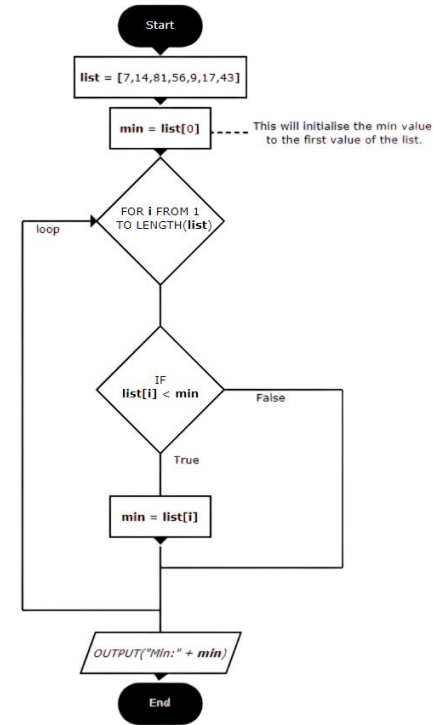 Start
list = [7,14,81,56,9,17,43]
min = list[0]
This will initialise the min value
to the first value of the list.
FOR i FROM 1
TO LENGTH(list)
loop
IF
list[i] < min
False
True
min = list[i]
OUTPUT("Min:" + min)
End